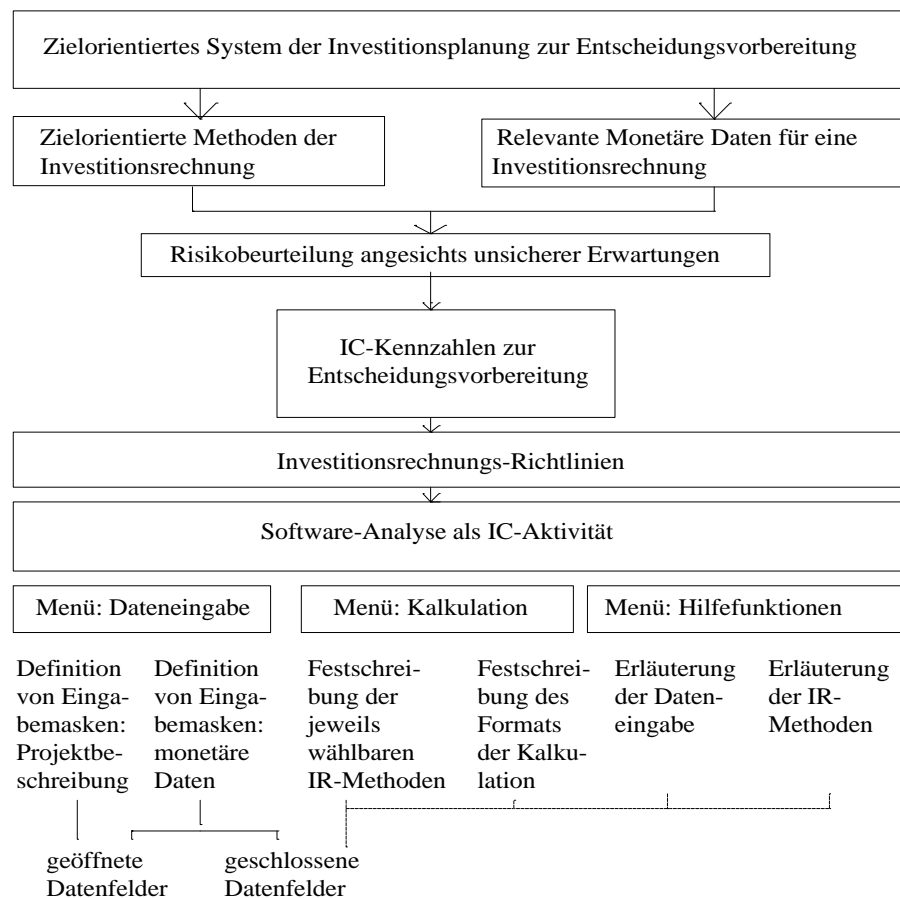 Zielorientiertes System der Investitionsplanung zur Entscheidungsvorbereitung
Zielorientierte Methoden der
Investitionsrechnung
Relevante Monetäre Daten für eine
Investitionsrechnung
Risikobeurteilung angesichts unsicherer Erwartungen
IC-Kennzahlen zur
Entscheidungsvorbereitung
Investitionsrechnungs-Richtlinien
Software-Analyse als IC-Aktivität
Menü: Dateneingabe
Menü: Kalkulation
Menü: Hilfefunktionen
Definition
von Einga-
bemasken:
Projektbe-
schreibung
Definition
von Einga-
bemasken:
monetäre
Daten
Festschrei-
bung der
jeweils
wählbaren
IR-Methoden
Festschrei-
bung des
Formats
der Kalku-
lation
Erläuterung
der Daten-
eingabe
Erläuterung
der IR-
Methoden
geöffnete
Datenfelder
geschlossene
Datenfelder